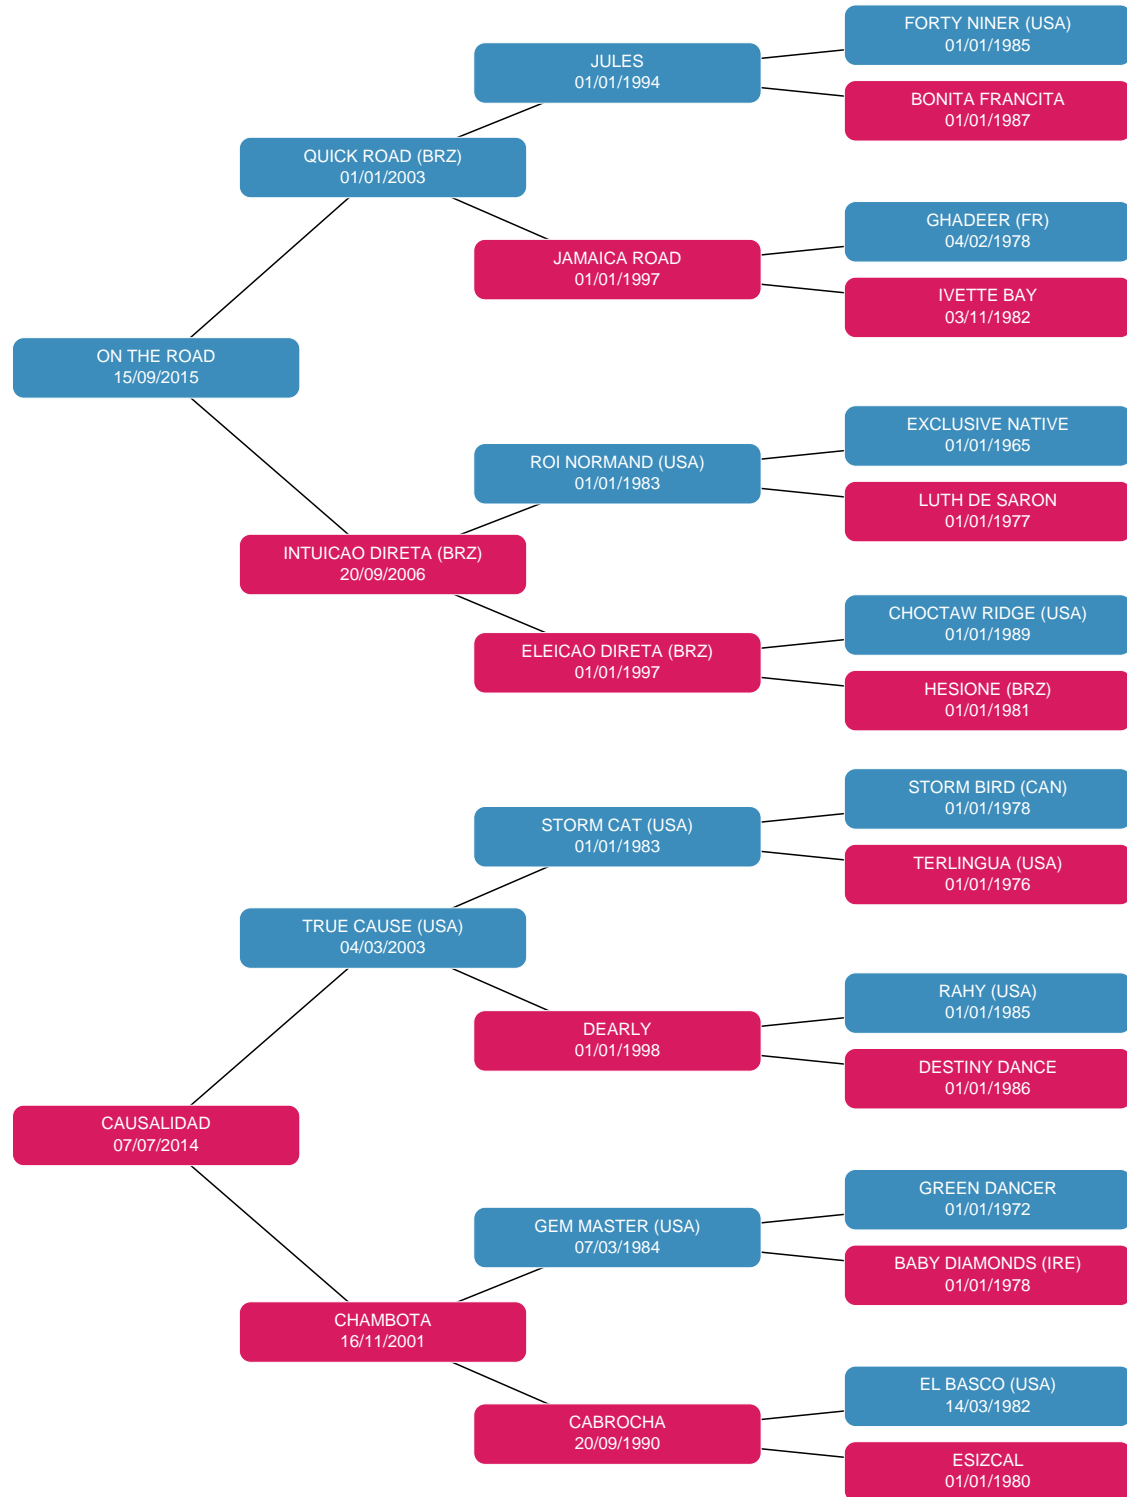 FORTY NINER (USA)
01/01/1985
JULES
01/01/1994
BONITA FRANCITA
01/01/1987
QUICK ROAD (BRZ)
01/01/2003
GHADEER (FR)
04/02/1978
JAMAICA ROAD
01/01/1997
IVETTE BAY
03/11/1982
ON THE ROAD
15/09/2015
EXCLUSIVE NATIVE
01/01/1965
ROI NORMAND (USA)
01/01/1983
LUTH DE SARON
01/01/1977
INTUICAO DIRETA (BRZ)
20/09/2006
CHOCTAW RIDGE (USA)
01/01/1989
ELEICAO DIRETA (BRZ)
01/01/1997
HESIONE (BRZ)
01/01/1981
STORM BIRD (CAN)
01/01/1978
STORM CAT (USA)
01/01/1983
TERLINGUA (USA)
01/01/1976
TRUE CAUSE (USA)
04/03/2003
RAHY (USA)
01/01/1985
DEARLY
01/01/1998
DESTINY DANCE
01/01/1986
CAUSALIDAD
07/07/2014
GREEN DANCER
01/01/1972
GEM MASTER (USA)
07/03/1984
BABY DIAMONDS (IRE)
01/01/1978
CHAMBOTA
16/11/2001
EL BASCO (USA)
14/03/1982
CABROCHA
20/09/1990
ESIZCAL
01/01/1980